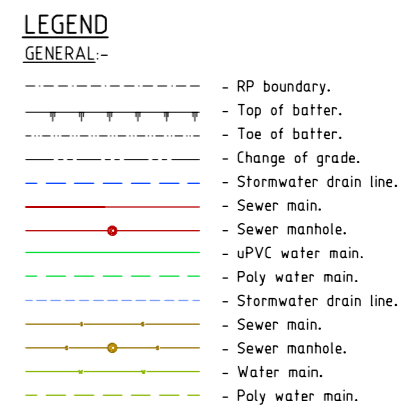 LEGEND
GENERAL:-
- RP boundary.
- Top of batter.
- Toe of batter.
- Change of grade.
- Stormwater drain line.
- Sewer main.
- Sewer manhole.
- uPVC water main.
- Poly water main.
- Stormwater drain line.
- Sewer main.
- Sewer manhole.
- Water main.
- Poly water main.